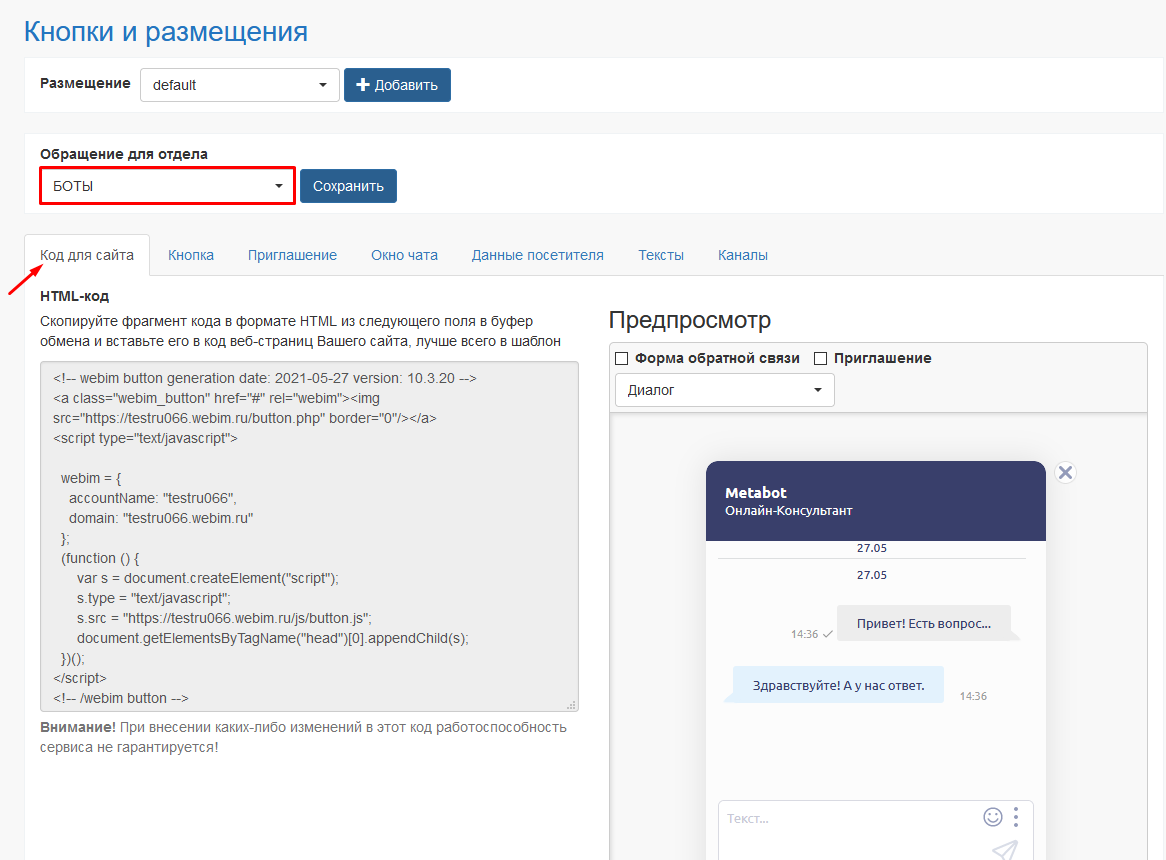 Кнопки и размещения
Размещение default Добавить
Обращение для отдела
БОТЫ Сохранить
Код для сайта Кнопка Приглашение Окно чата Данные посетителя Тексты Каналы
HTML-код
Скопируйте фрагмент кода в формате HTML из следующего поля в буфер
обмена и вставьте его в код веб-страниц Вашего сайта, лучше всего в шаблон
<!-- webim button generation date: 2021-05-27 version: 10.3.20 -->
<a class="webim_button" href="#" rel="webim"><img
src="https://testru066.webim.ru/button.php" border="0"/></a>
<script type="text/javascript">
webim = {
accountName: "testru066",
domain: "testru066.webim.ru"
};
(function () {
var s = document.createElement("script");
s.type = "text/javascript";
s.src = "https://testru066.webim.ru/js/button.js";
document.getElementsByTagName("head")[0].appendChild(s);
})();
</script>
<!-- /webim button -->
Внимание! При внесении каких-либо изменений в этот код работоспособность
сервиса не гарантируется!
Предпросмотр
Форма обратной связи Приглашение
Диалог
Metabot
Онлайн-Консультант
27.05
27.05
14:36 Привет! Есть вопрос...
Здравствуйте! А у нас ответ. 14:36
Текст...